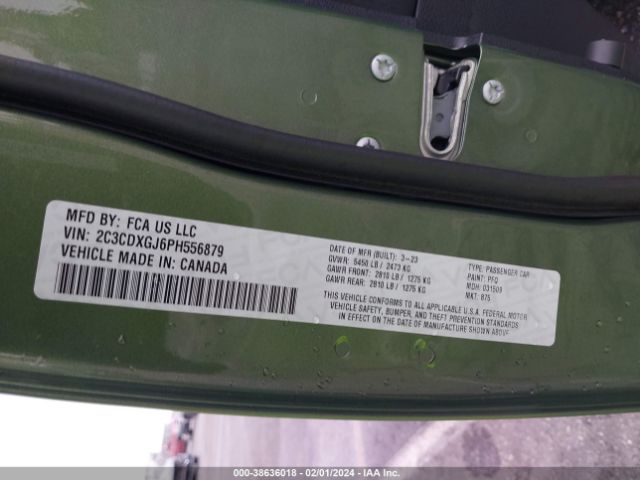 MFD BY: FCA US LLC
VIN: 2C3CDXGJ6PH556879
VEHICLE MADE IN: CANADA
DATE OF MFR (BUILT): 3-23
GVWR: 5450 LB / 2473 KG
GAWR FRONT:
2810 LB / 1275 KG
GAWR REAR: 2810 LB / 1275 KG
TYPE: PASSENGER CAR
PAINT: PFQ
MDH: 031509
MKT: 875
THIS VEHICLE CONFORMS TO ALL APPLICABLE U.S.A. FEDERAL MOTOR
VEHICLE SAFETY, BUMPER, AND THEFT PREVENTION STANDARDS
IN EFFECT ON THE DATE OF MANUFACTURE SHOWN ABOVE.
000-38636018 / 02/01/2024 / IAA Inc.